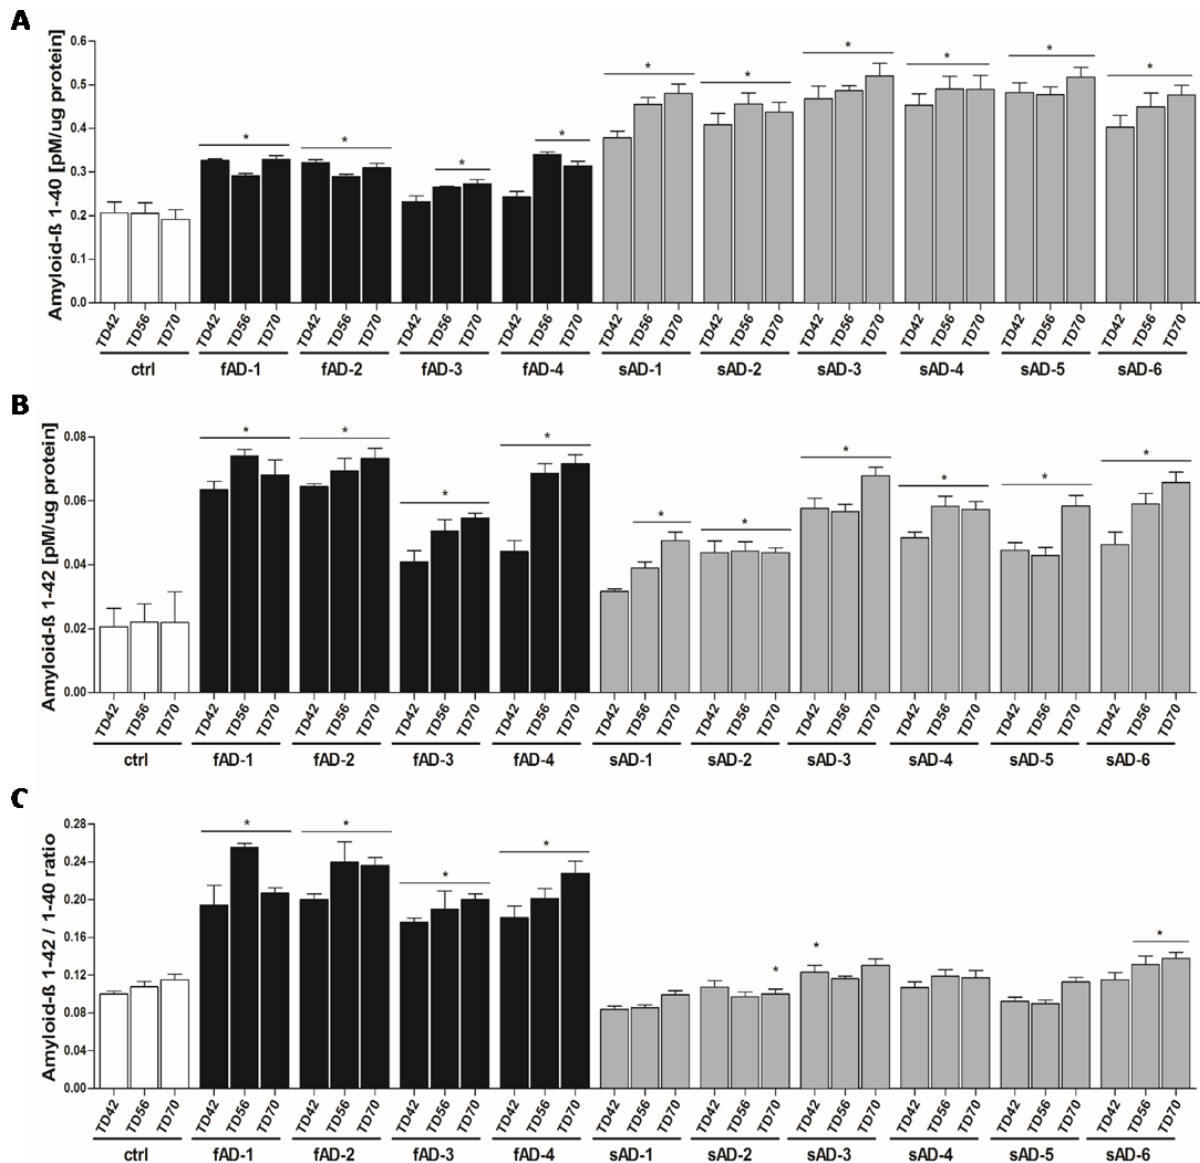 A
Amyloid-ß 1-40 [pM/ug protein]
0.6
0.5
0.4
0.3
0.2
0.1
0.0
* * * * * * * * * *
TD42 TD56 TD70 TD42 TD56 TD70 TD42 TD56 TD70 TD42 TD56 TD70 TD42 TD56 TD70 TD42 TD56 TD70 TD42 TD56 TD70 TD42 TD56 TD70 TD42 TD56 TD70 TD42 TD56 TD70 TD42 TD56 TD70
ctrl fAD-1 fAD-2 fAD-3 fAD-4 sAD-1 sAD-2 sAD-3 sAD-4 sAD-5 sAD-6
B
Amyloid-ß 1-42 [pM/ug protein]
0.08
0.06
0.04
0.02
0.00
* * * * * * * * * *
TD42 TD56 TD70 TD42 TD56 TD70 TD42 TD56 TD70 TD42 TD56 TD70 TD42 TD56 TD70 TD42 TD56 TD70 TD42 TD56 TD70 TD42 TD56 TD70 TD42 TD56 TD70 TD42 TD56 TD70 TD42 TD56 TD70
ctrl fAD-1 fAD-2 fAD-3 fAD-4 sAD-1 sAD-2 sAD-3 sAD-4 sAD-5 sAD-6
C
Amyloid-ß 1-42 / 1-40 ratio
0.28
0.24
0.20
0.16
0.12
0.08
0.04
0.00
* * * * * * *
TD42 TD56 TD70 TD42 TD56 TD70 TD42 TD56 TD70 TD42 TD56 TD70 TD42 TD56 TD70 TD42 TD56 TD70 TD42 TD56 TD70 TD42 TD56 TD70 TD42 TD56 TD70 TD42 TD56 TD70 TD42 TD56 TD70
ctrl fAD-1 fAD-2 fAD-3 fAD-4 sAD-1 sAD-2 sAD-3 sAD-4 sAD-5 sAD-6